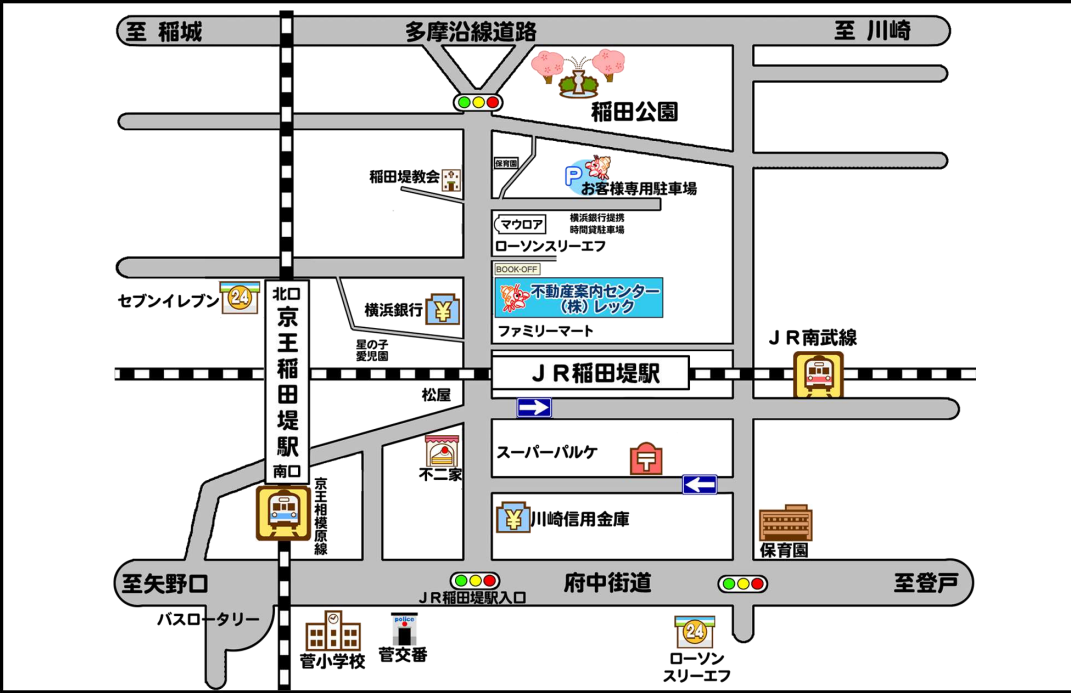 至 稲城
多摩沿線道路
至 川崎
稲田公園
保育園
稲田堤教会
P
お客様専用駐車場
マウロア
横浜銀行提携
時間貸駐車場
ローソンスリーエフ
BOOK-OFF
セブンイレブン
24
北口
京王稲田堤駅
南口
横浜銀行
¥
不動産案内センター
(株)レック
ファミリーマート
星の子
愛児園
JR南武線
JR稲田堤駅
松屋
不二家
スーパーパルケ
〒
京王相模原線
¥
川崎信用金庫
保育園
至矢野口
府中街道
至登戸
JR稲田堤駅入口
バスロータリー
菅小学校
police
菅交番
24
ローソン
スリーエフ